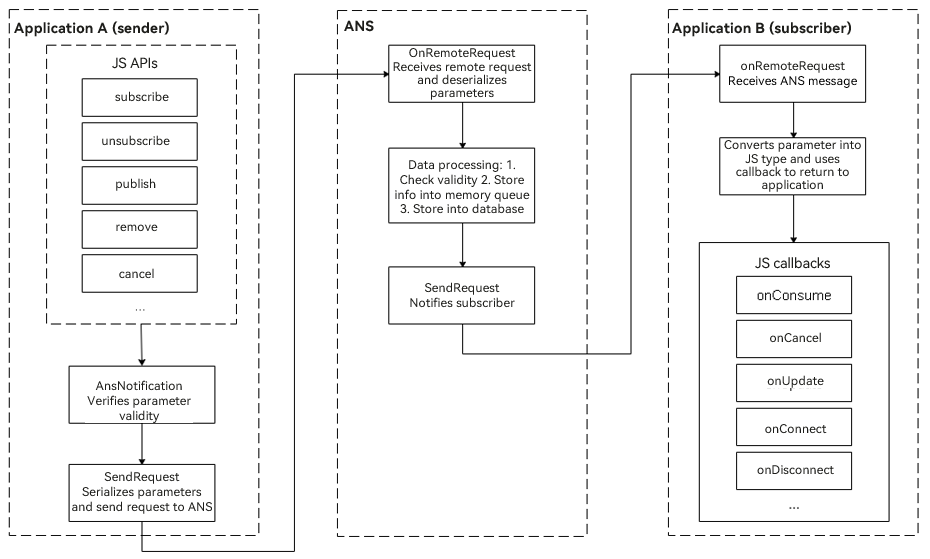 Application A (sender)
JS APIs
subscribe
unsubscribe
publish
remove
cancel
...
AnsNotification
Verifies parameter
validity
SendRequest
Serializes parameters
and send request to ANS
ANS
OnRemoteRequest
Receives remote request
and deserializes
parameters
Data processing: 1.
Check validity 2. Store
info into memory queue
3. Store into database
SendRequest
Notifies subscriber
Application B (subscriber)
onRemoteRequest
Receives ANS message
Converts parameter into
JS type and uses
callback to return to
application
JS callbacks
onConsume
onCancel
onUpdate
onConnect
onDisconnect
...